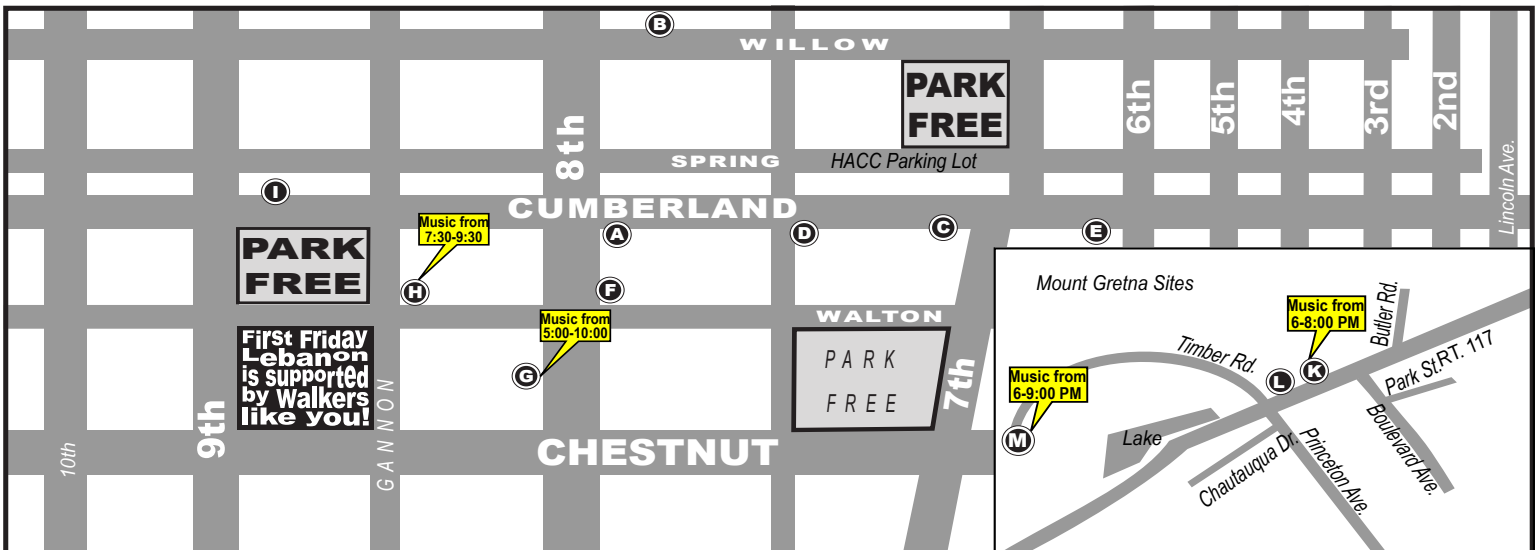 B
WILLOW
PARK
FREE
6th
5th
4th
3rd
2nd
8th
SPRING
HACC Parking Lot
Lincoln Ave.
I
CUMBERLAND
Music from
7:30-9:30
A
D
C
E
PARK
FREE
H
F
Music from
5:00-10:00
WALTON
First Friday
Lebanon
is supported
by Walkers
like you!
G
PARK
FREE
7th
9th
10th
GANNON
CHESTNUT
Mount Gretna Sites
Music from
6-8:00 PM
Butler Rd.
Timber Rd.
RT. 117
Park St.
L
K
Music from
6-9:00 PM
M
Lake
Boulevard Ave.
Chautauqua Dr.
Princeton Ave.